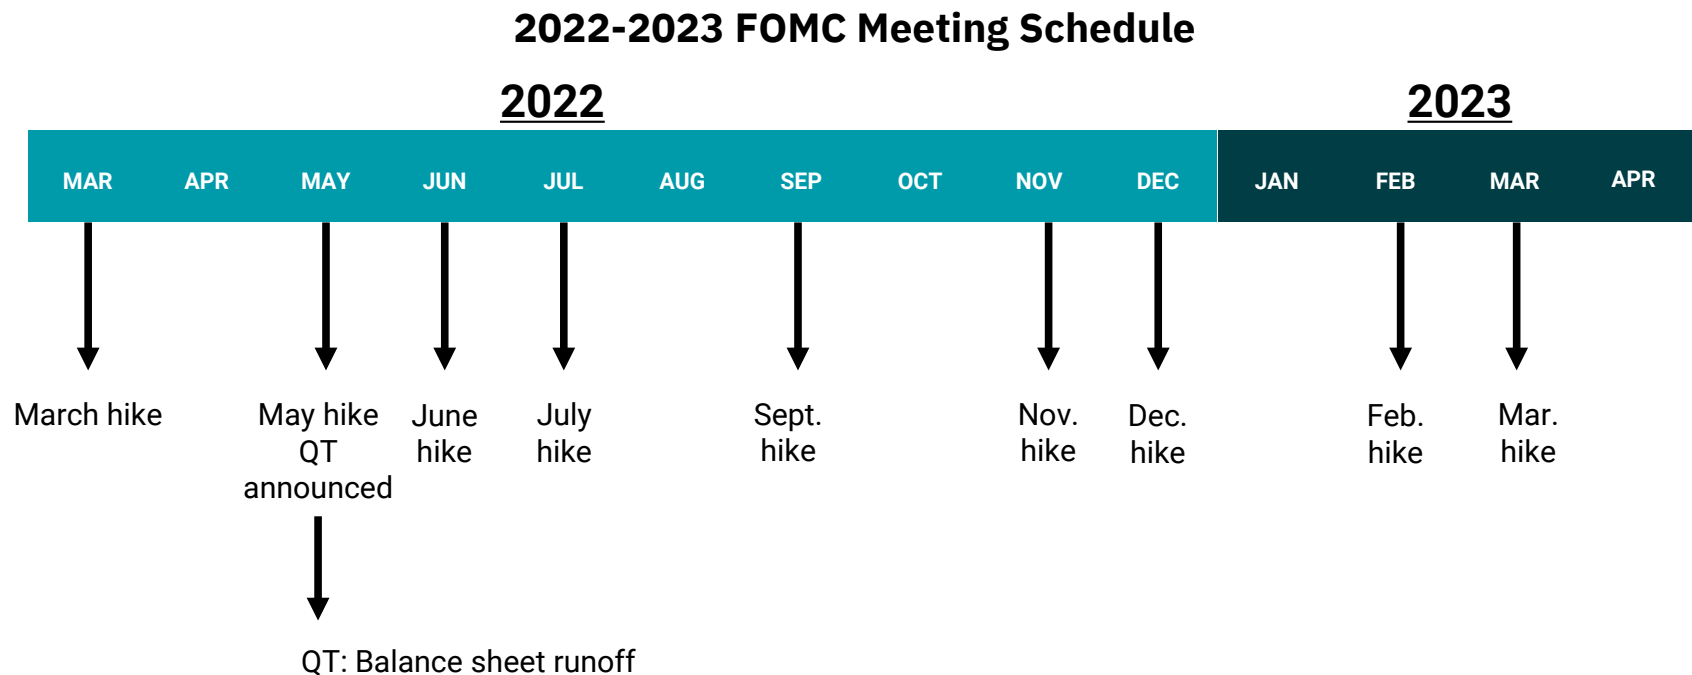 2022-2023 FOMC Meeting Schedule
2022
2023
MAR APR MAY JUN JUL AUG SEP OCT NOV DEC JAN FEB MAR APR
March hike
May hike
QT
announced
June
hike
July
hike
Sept.
hike
Nov.
hike
Dec.
hike
Feb.
hike
Mar.
hike
QT: Balance sheet runoff